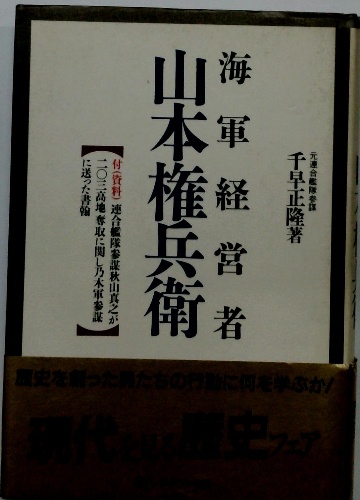 海軍経営者
山本権兵衛
元連合艦隊参謀
千早正隆著
付〈資料〉連合艦隊参謀秋山真之が
二〇三高地奪取に関し乃木軍参謀
に送った書翰
歴史を創った男たちの行動に何を学ぶか!
現代を見る歴史フェア